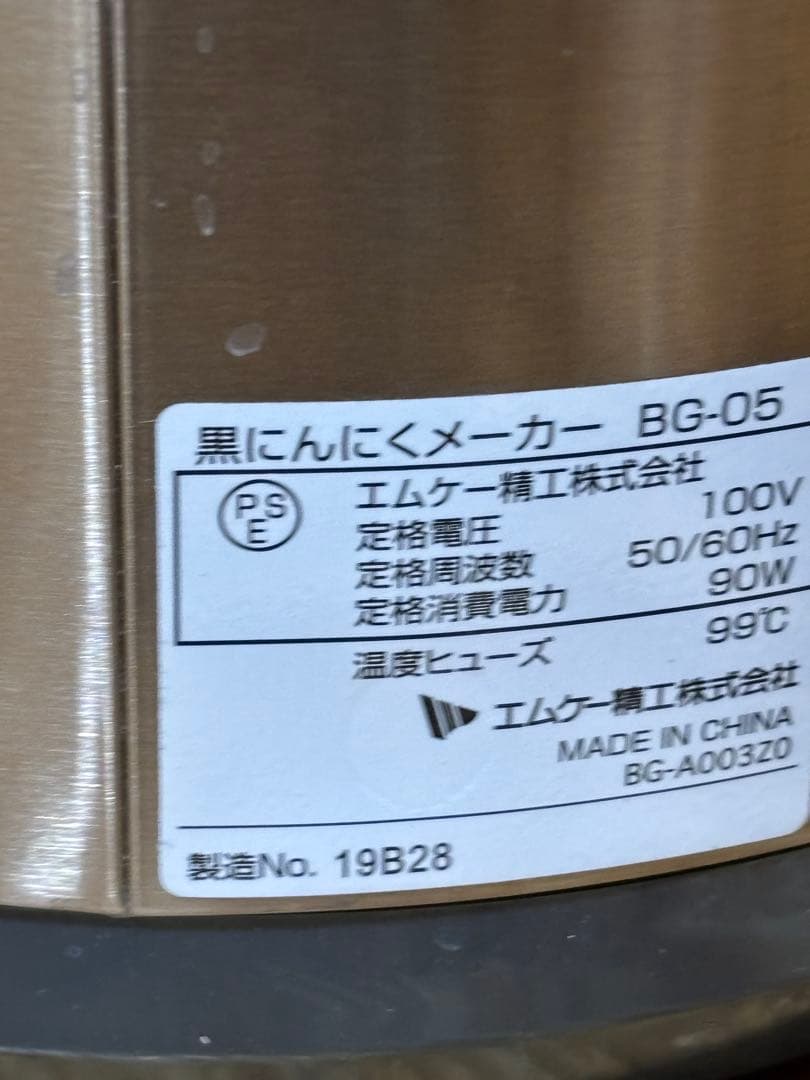 黒にんにくメーカー BG-05
PSE
エムケー精工株式会社
定格電圧 100V
定格周波数 50/60Hz
定格消費電力 90W
温度ヒューズ 99℃
エムケー精工株式会社
MADE IN CHINA
BG-A003Z0
製造No. 19B28